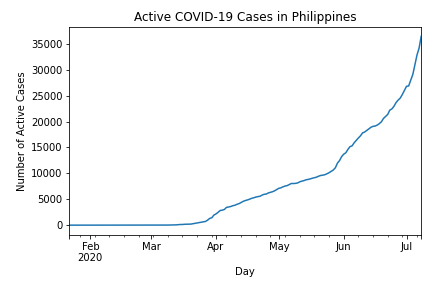 Active COVID-19 Cases in Philippines
Number of Active Cases
35000
30000
25000
20000
15000
10000
5000
0
Feb Mar Apr May Jun Jul
2020
Day